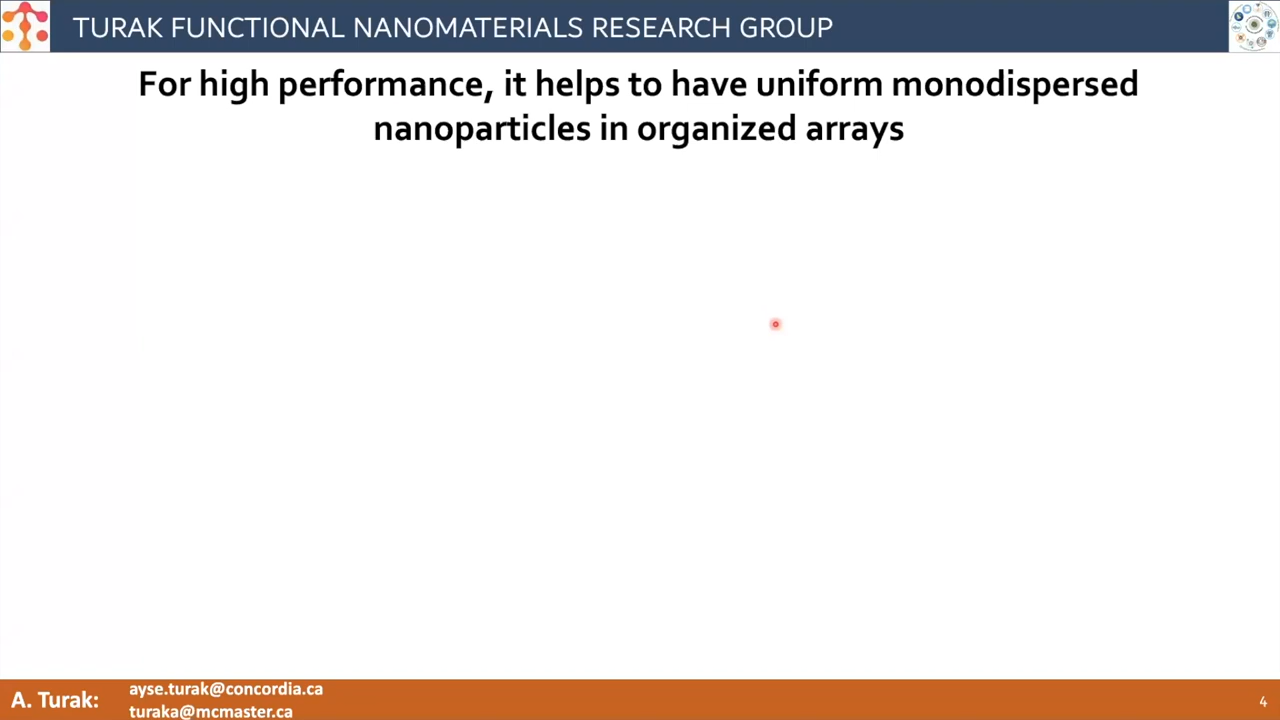 TURAK FUNCTIONAL NANOMATERIALS RESEARCH GROUP
For high performance, it helps to have uniform monodispersed
nanoparticles in organized arrays
A. Turak:
ayse.turak@concordia.ca
turaka@mcmaster.ca
4